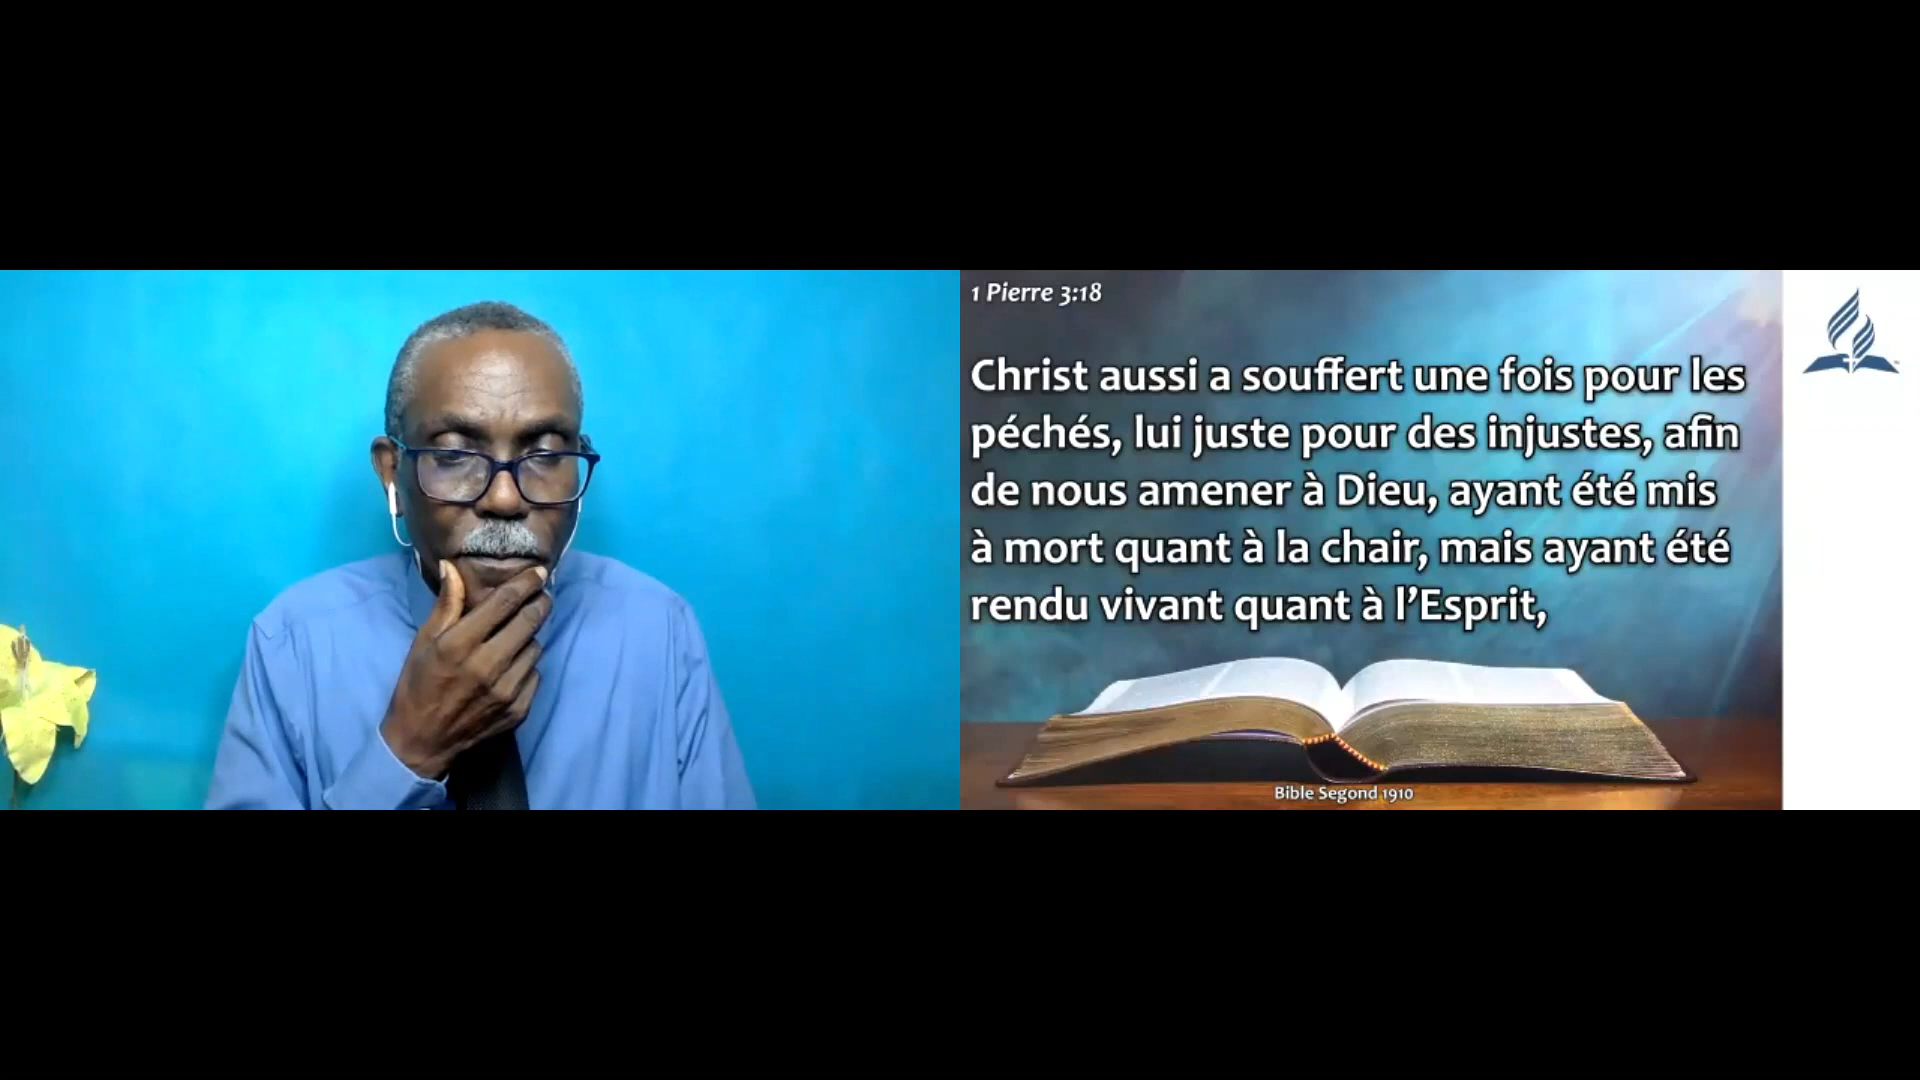 1 Pierre 3:18
Christ aussi a souffert une fois pour les
péchés, lui juste pour des injustes, afin
de nous amener à Dieu, ayant été mis
à mort quant à la chair, mais ayant été
rendu vivant quant à l’Esprit,
Bible Segond 1910